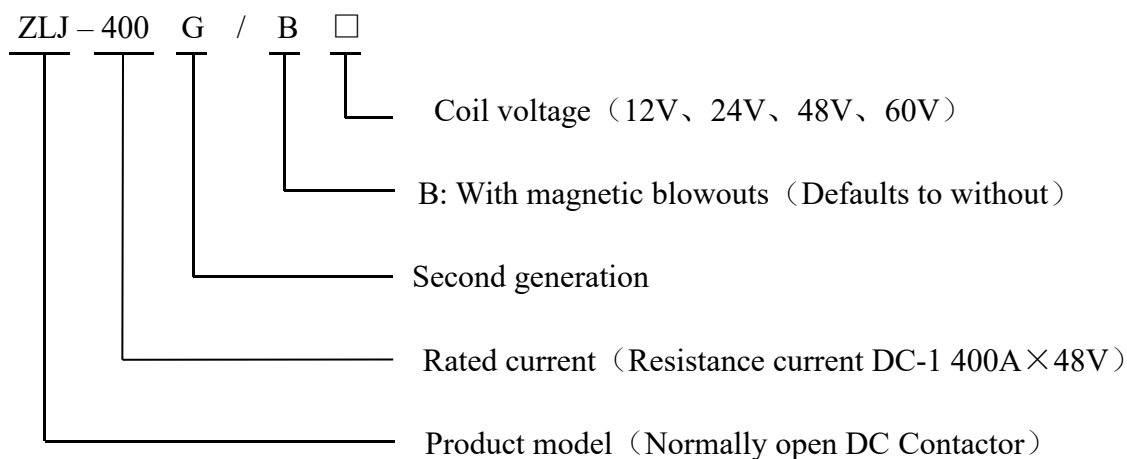 ZLJ – 400 G / B □
Coil voltage（12V、24V、48V、60V）
B: With magnetic blowouts（Defaults to without）
Second generation
Rated current（Resistance current DC-1 400A×48V）
Product model（Normally open DC Contactor）